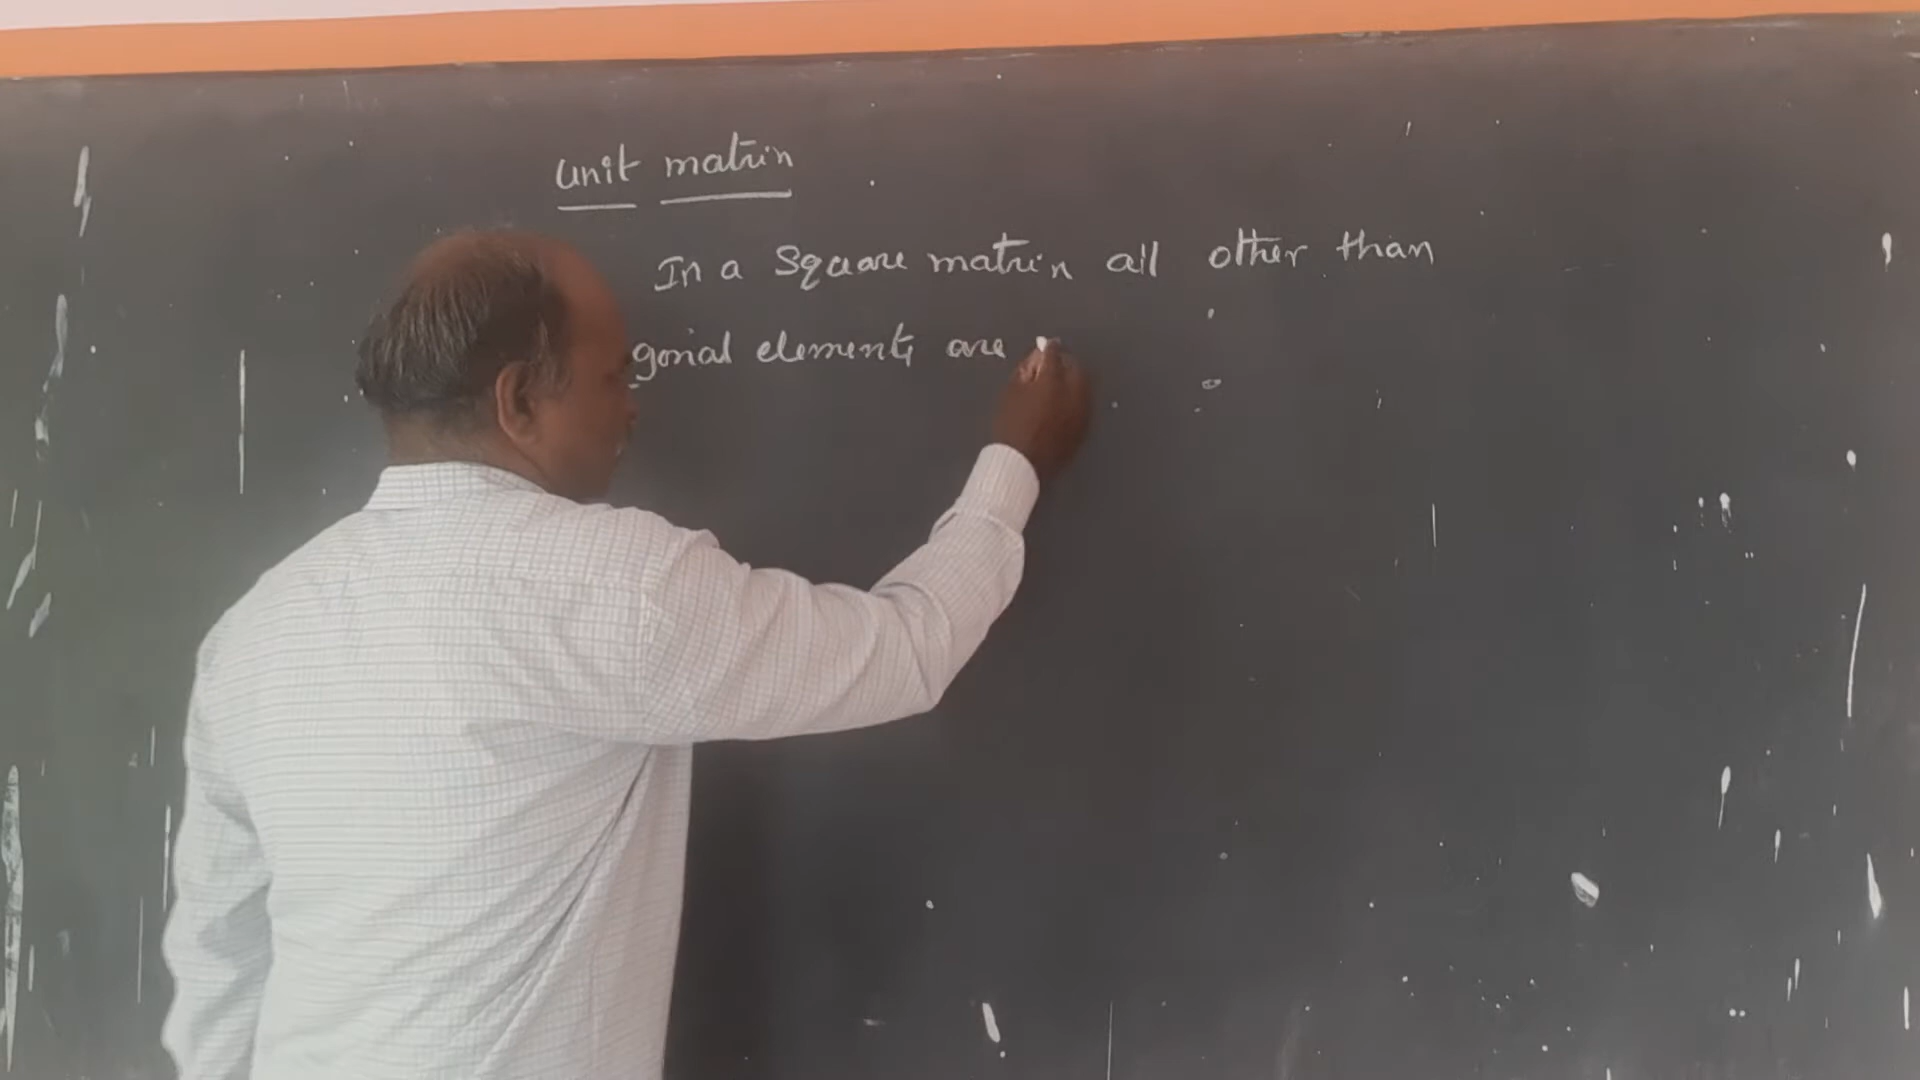 unit matrix
In a square matrix all other than
gonal elements are